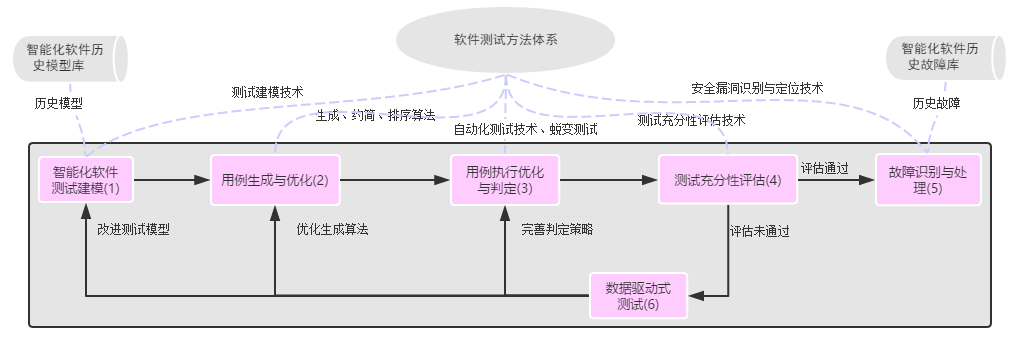 软件测试方法体系
智能化软件历
史模型库
智能化软件历
史故障库
历史模型
测试建模技术
生成、约简、排序算法
自动化测试技术、蜕变测试
测试充分性评估技术
安全漏洞识别与定位技术
历史故障
智能化软件
测试建模(1)
用例生成与优化(2)
用例执行优化
与判定(3)
测试充分性评估(4)
评估通过
故障识别与处
理(5)
改进测试模型
优化生成算法
完善判定策略
评估未通过
数据驱动式
测试(6)